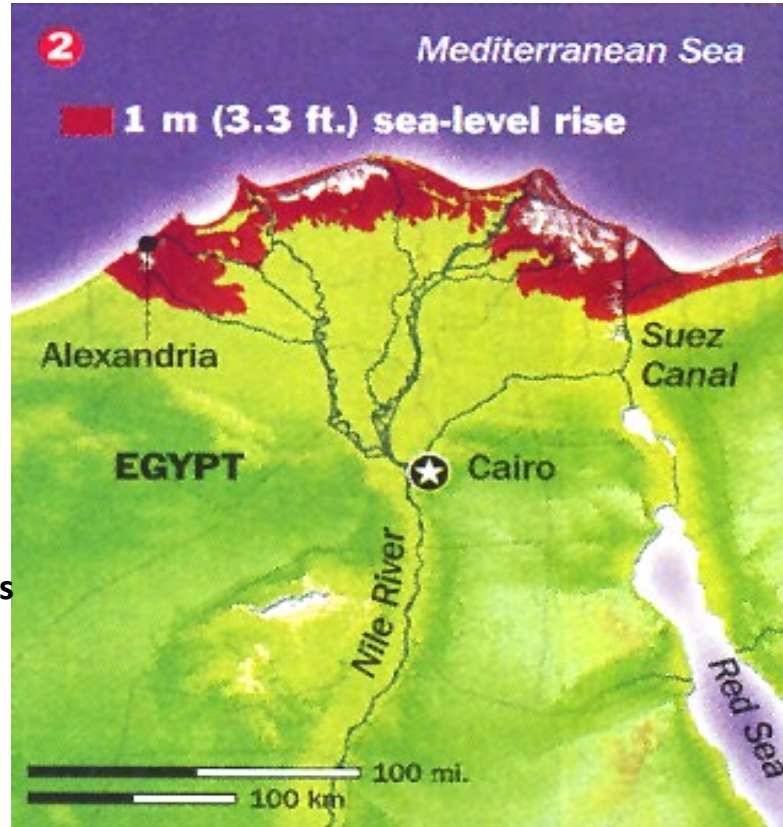 2
Mediterranean Sea
1 m (3.3 ft.) sea-level rise
Alexandria
Suez
Canal
EGYPT
Cairo
s
Nile River
Red Sea
100 mi.
100 km